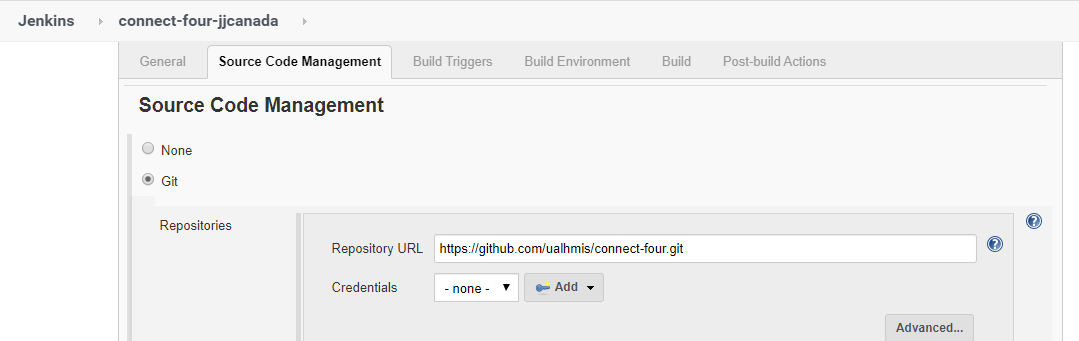 Jenkins connect-four-jjcanada
General Source Code Management Build Triggers Build Environment Build Post-build Actions
Source Code Management
None
Git
Repositories
?
Repository URL https://github.com/ualhmis/connect-four.git ?
Credentials - none - Add
Advanced...